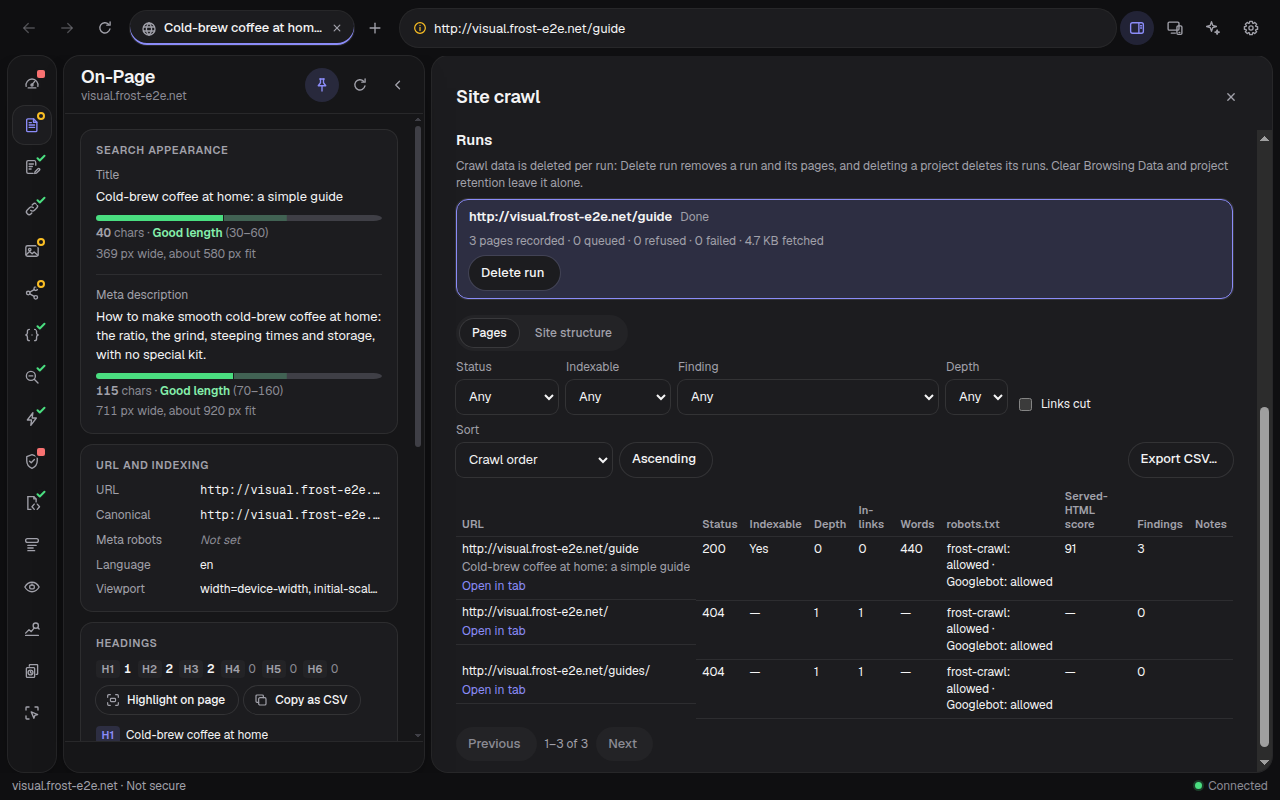 Cold-brew coffee at hom...
http://visual.frost-e2e.net/guide
On-Page
visual.frost-e2e.net
SEARCH APPEARANCE
Title
Cold-brew coffee at home: a simple guide
40 chars · Good length (30–60)
369 px wide, about 580 px fit
Meta description
How to make smooth cold-brew coffee at home:
the ratio, the grind, steeping times and storage,
with no special kit.
115 chars · Good length (70–160)
711 px wide, about 920 px fit
URL AND INDEXING
URL http://visual.frost-e2e.…
Canonical http://visual.frost-e2e.…
Meta robots Not set
Language en
Viewport width=device-width, initial-scal…
HEADINGS
H1 1 H2 2 H3 2 H4 0 H5 0 H6 0
Highlight on page Copy as CSV
H1 Cold-brew coffee at home
Site crawl
Runs
Crawl data is deleted per run: Delete run removes a run and its pages, and deleting a project deletes its runs. Clear Browsing Data and project
retention leave it alone.
http://visual.frost-e2e.net/guide Done
3 pages recorded · 0 queued · 0 refused · 0 failed · 4.7 KB fetched
Delete run
Pages Site structure
Status Indexable Finding Depth
Any Any Any Any Links cut
Sort
Crawl order Ascending Export CSV…
URL Status Indexable Depth In-links Words robots.txt Served-HTML score Findings Notes
http://visual.frost-e2e.net/guide 200 Yes 0 0 440 frost-crawl: 91 3
Cold-brew coffee at home: a simple guide allowed ·
Open in tab Googlebot: allowed
http://visual.frost-e2e.net/ 404 — 1 1 — frost-crawl: — 0
Open in tab allowed ·
Googlebot: allowed
http://visual.frost-e2e.net/guides/ 404 — 1 1 — frost-crawl: — 0
Open in tab allowed ·
Googlebot: allowed
Previous 1–3 of 3 Next
visual.frost-e2e.net · Not secure
Connected